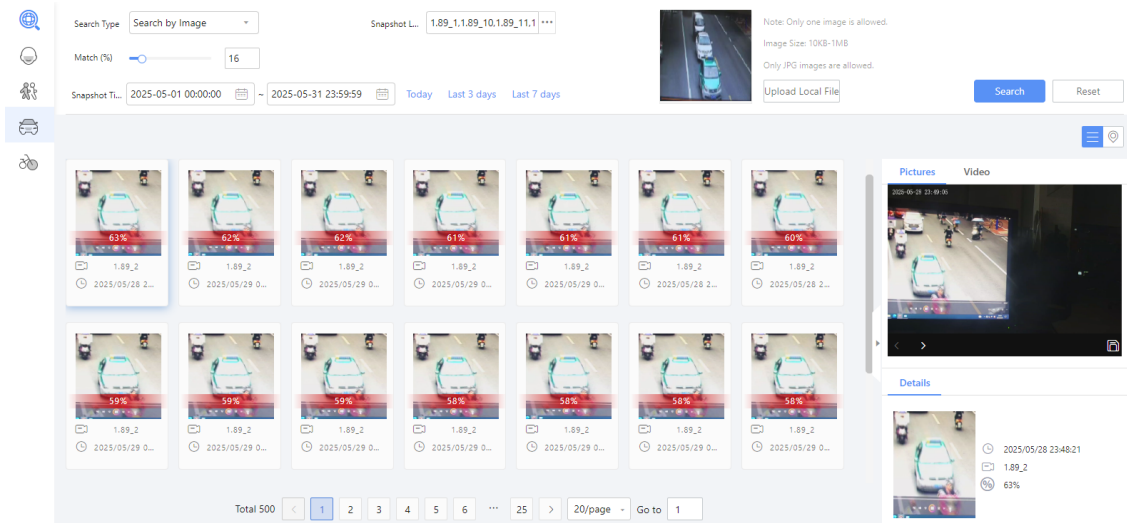 Search Type Search by Image Snapshot L... 1.89_1,1.89_10,1.89_11,1 ...
Note: Only one image is allowed.
Image Size: 10KB-1MB
Match (%) 16
Only JPG images are allowed.
Snapshot Ti... 2025-05-01 00:00:00 ~ 2025-05-31 23:59:59 Today Last 3 days Last 7 days
Upload Local File Search Reset
63% 62% 62% 61% 61% 61% 60%
1.89_2 1.89_2 1.89_2 1.89_2 1.89_2 1.89_2 1.89_2
2025/05/28 2... 2025/05/29 0... 2025/05/29 0... 2025/05/29 0... 2025/05/29 0... 2025/05/28 2... 2025/05/28 2...
59% 59% 59% 58% 58% 58% 58%
1.89_2 1.89_2 1.89_2 1.89_2 1.89_2 1.89_2 1.89_2
2025/05/29 0... 2025/05/29 0... 2025/05/29 0... 2025/05/29 0... 2025/05/29 0... 2025/05/29 0... 2025/05/29 0...
Total 500 < 1 2 3 4 5 6 ... 25 > 20/page Go to 1
Pictures Video
Details
2025/05/28 23:48:21
1.89_2
63%